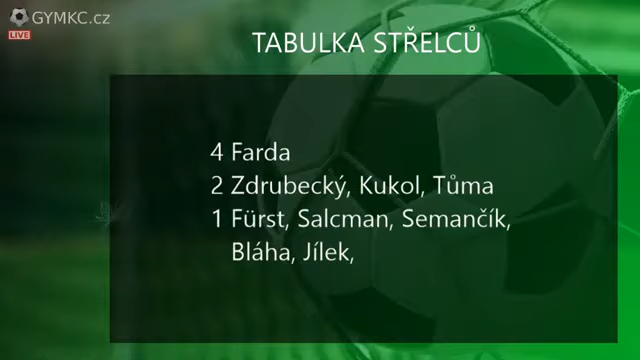 GYMKC.cz
LIVE
TABULKA STŘELCŮ
4 Farda
2 Zdrubecký, Kukol, Tůma
1 Fürst, Salcman, Semančík,
Bláha, Jílek,